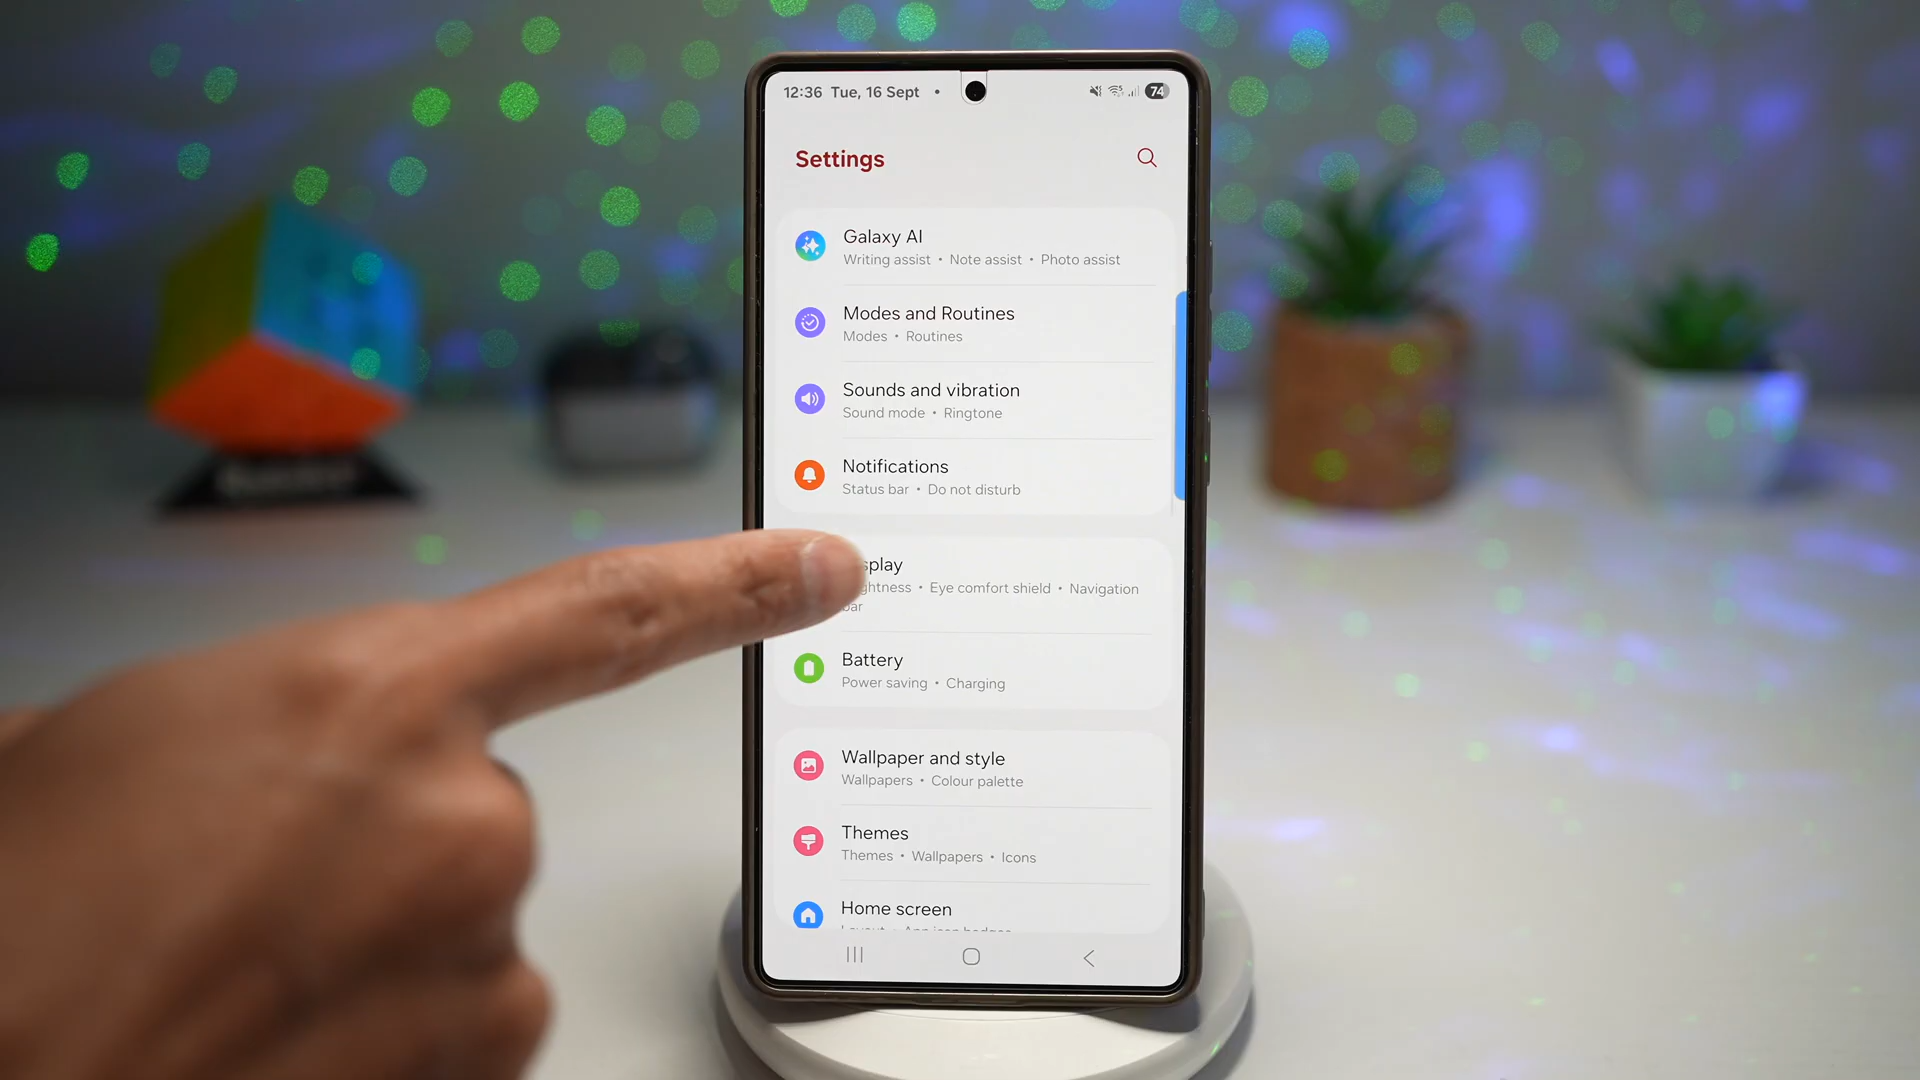 12:36 Tue, 16 Sept •
74
Settings
Galaxy AI
Writing assist • Note assist • Photo assist
Modes and Routines
Modes • Routines
Sounds and vibration
Sound mode • Ringtone
Notifications
Status bar • Do not disturb
splay
ghtness • Eye comfort shield • Navigation
bar
Battery
Power saving • Charging
Wallpaper and style
Wallpapers • Colour palette
Themes
Themes • Wallpapers • Icons
Home screen